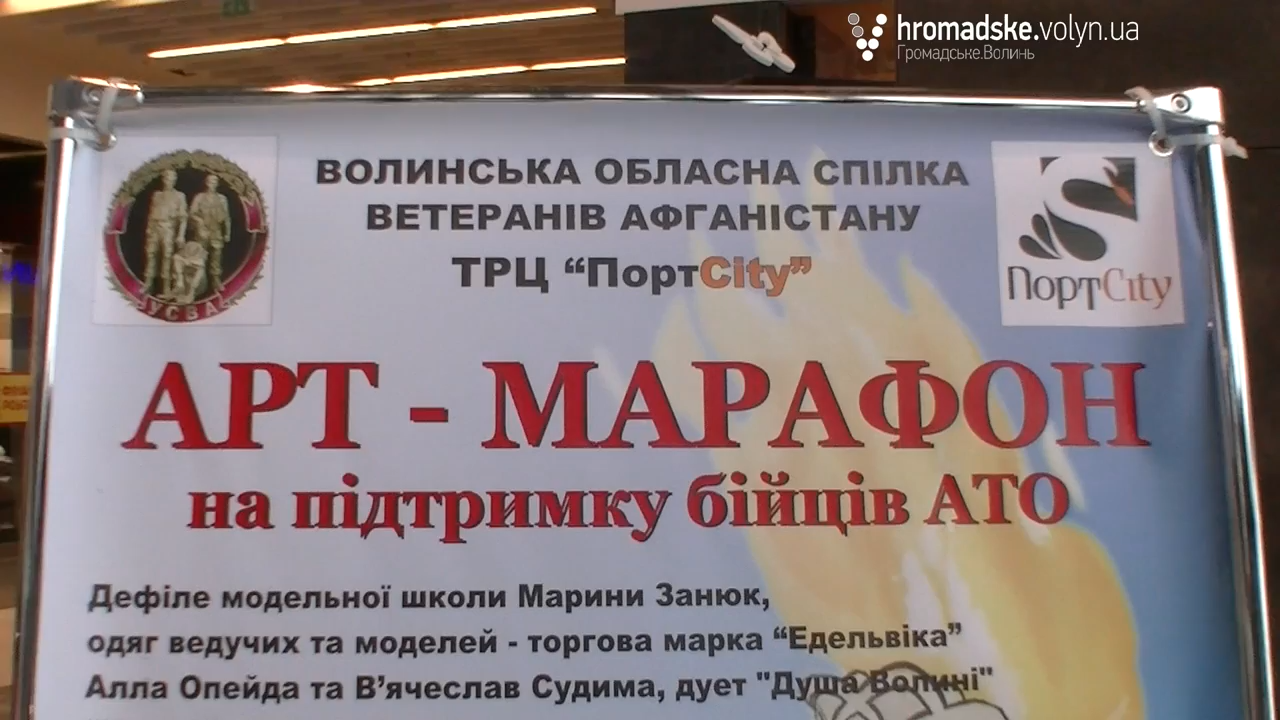 hromadske.volyn.ua
Громадське.Волинь
ВОЛИНСЬКА ОБЛАСНА СПІЛКА
ВЕТЕРАНІВ АФГАНІСТАНУ
ТРЦ “ПортCity”
УСВА
ПортCity
АРТ - МАРАФОН
на підтримку бійців АТО
Дефіле модельної школи Марини Занюк,
одяг ведучих та моделей - торгова марка “Едельвіка”
Алла Опейда та В’ячеслав Судима, дует "Душа Волині"